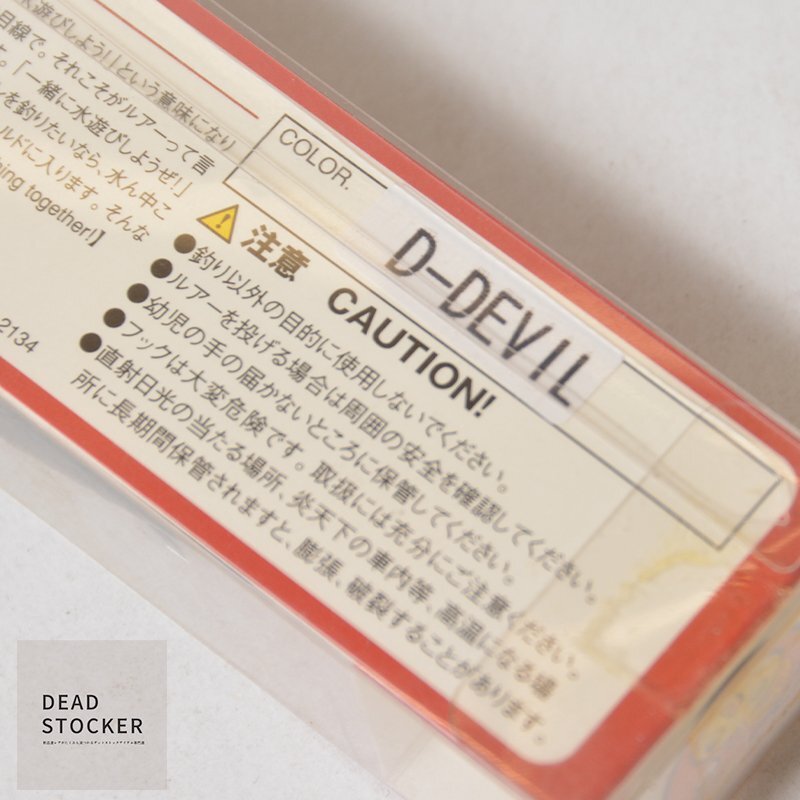 水遊びしよう!」という意味になり
目線で。それこそがルアーって言
す。「一緒に水遊びしようぜ!」
ンを釣りたいなら、水ん中こ
ルドに入ります。そんな
hing together!】
2134
COLOR.
D-DEVIL
注意 CAUTION!
●釣り以外の目的に使用しないでください。
●ルアーを投げる場合は周囲の安全を確認してください。
●幼児の手の届かないところに保管してください。
●フックは大変危険です。取扱には充分にご注意ください。
●直射日光の当たる場所、炎天下の車内等、高温になる場
所に長期間保管されますと、膨張、破裂することがあります。
DEAD
STOCKER